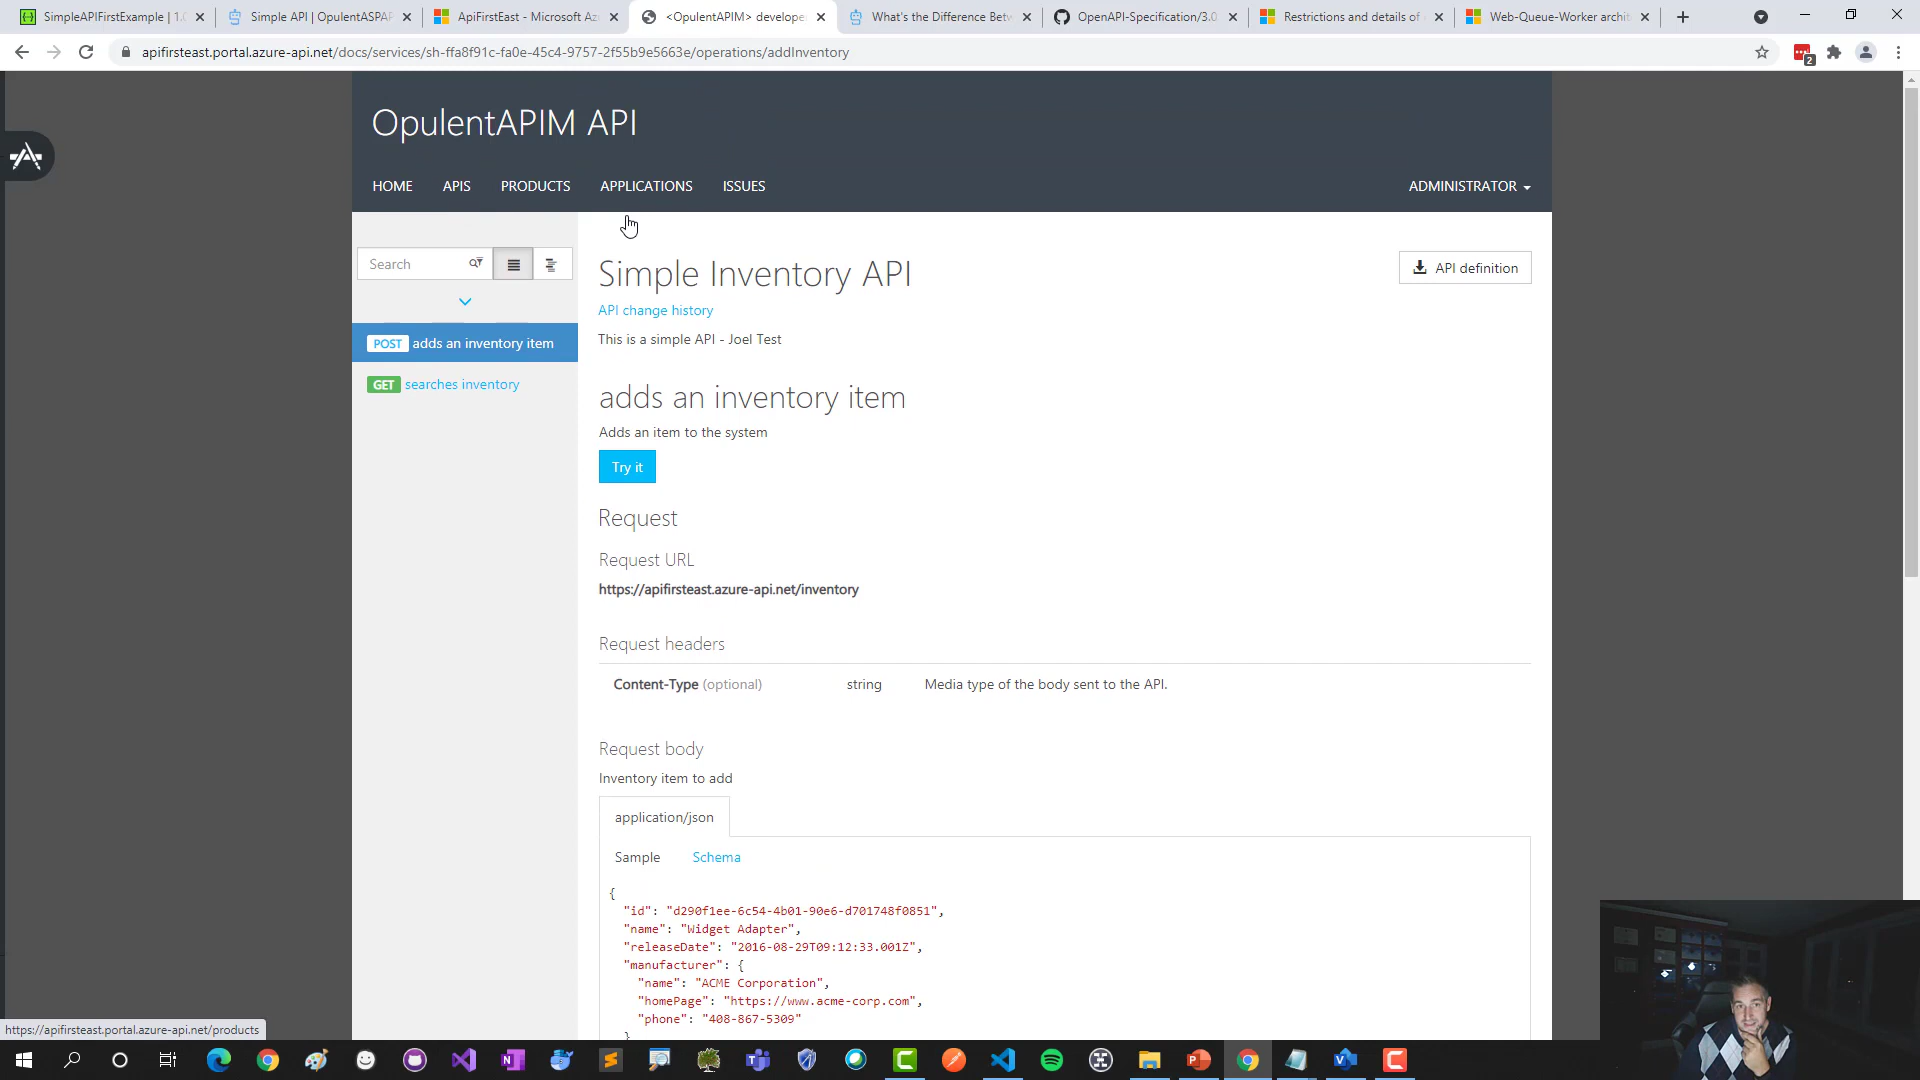 SimpleAPIFirstExample | 1.0
Simple API | OpulentASPAP
ApiFirstEast - Microsoft Az
<OpulentAPIM> develope
What's the Difference Betw
OpenAPI-Specification/3.0
Restrictions and details of
Web-Queue-Worker archit
apifirsteast.portal.azure-api.net/docs/services/sh-ffa8f91c-fa0e-45c4-9757-2f55b9e5663e/operations/addInventory
2
OpulentAPIM API
HOME APIS PRODUCTS APPLICATIONS ISSUES ADMINISTRATOR
Search
POST adds an inventory item
GET searches inventory
Simple Inventory API
API definition
API change history
This is a simple API - Joel Test
adds an inventory item
Adds an item to the system
Try it
Request
Request URL
https://apifirsteast.azure-api.net/inventory
Request headers
Content-Type (optional) string Media type of the body sent to the API.
Request body
Inventory item to add
application/json
Sample Schema
{
"id": "d290f1ee-6c54-4b01-90e6-d701748f0851",
"name": "Widget Adapter",
"releaseDate": "2016-08-29T09:12:33.001Z",
"manufacturer": {
"name": "ACME Corporation",
"homePage": "https://www.acme-corp.com",
"phone": "408-867-5309"
}
https://apifirsteast.portal.azure-api.net/products